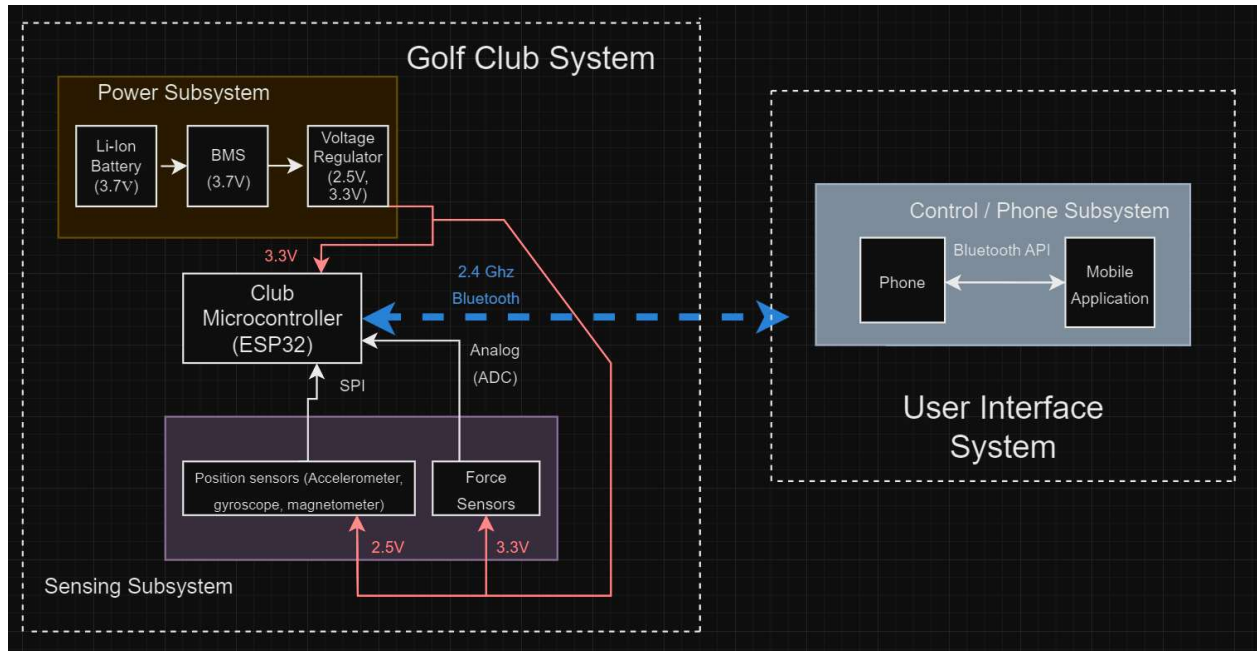 Golf Club System
Power Subsystem
Li-Ion
Battery
(3.7V)
BMS
(3.7V)
Voltage
Regulator
(2.5V,
3.3V)
3.3V
Club
Microcontroller
(ESP32)
2.4 Ghz
Bluetooth
Analog
(ADC)
SPI
Position sensors (Accelerometer,
gyroscope, magnetometer)
Force
Sensors
2.5V
3.3V
Sensing Subsystem
Control / Phone Subsystem
Phone
Bluetooth API
Mobile
Application
User Interface
System